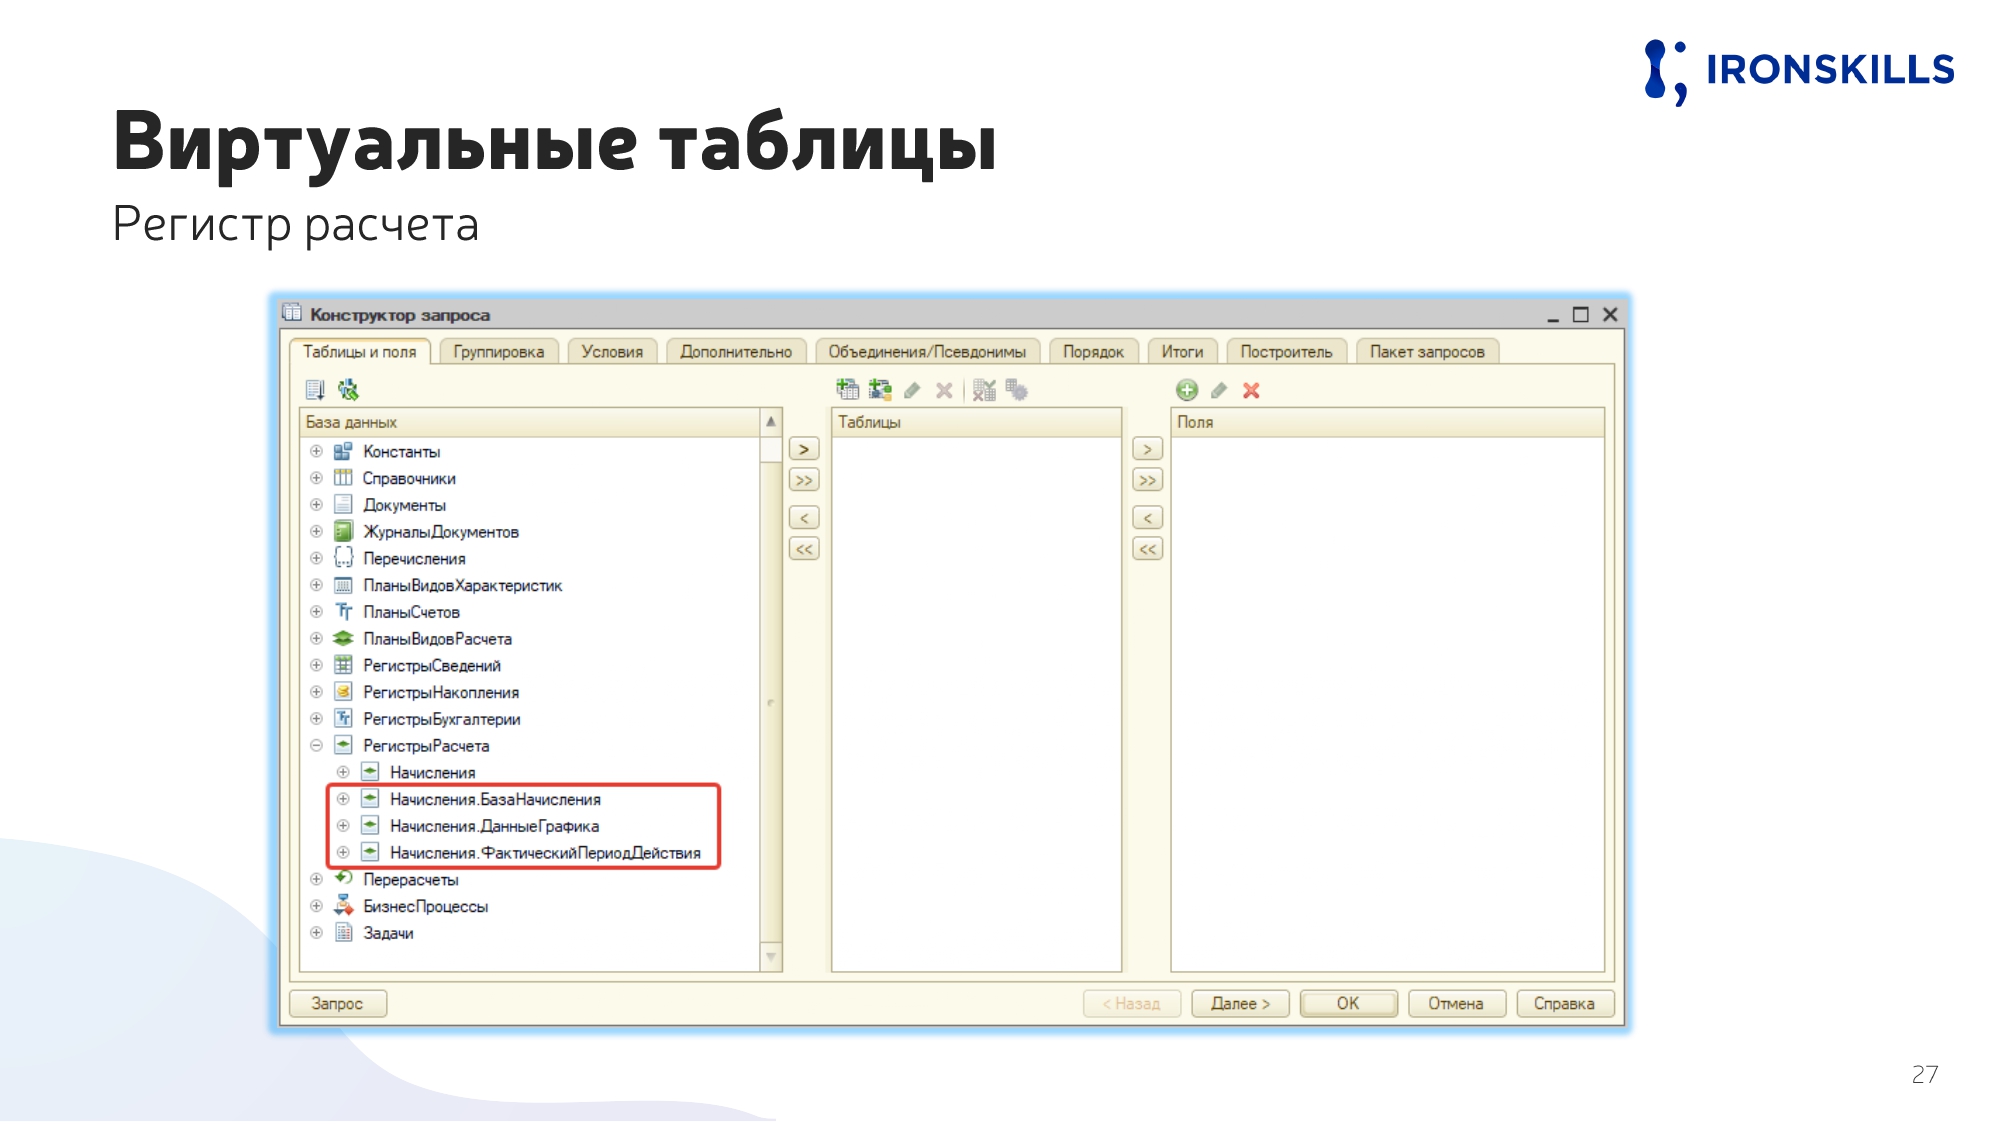 IRONSKILLS
Виртуальные таблицы
Регистр расчета
Конструктор запроса
Таблицы и поля
Группировка
Условия
Дополнительно
Объединения/Псевдонимы
Порядок
Итоги
Построитель
Пакет запросов
База данных
Константы
Справочники
Документы
ЖурналыДокументов
Перечисления
ПланыВидовХарактеристик
ПланыСчетов
ПланыВидовРасчета
РегистрыСведений
РегистрыНакопления
РегистрыБухгалтерии
РегистрыРасчета
Начисления
Начисления.БазаНачисления
Начисления.ДанныеГрафика
Начисления.ФактическийПериодДействия
Перерасчеты
БизнесПроцессы
Задачи
>
>>
<
<<
Таблицы
>
>>
<
<<
Поля
Запрос
< Назад
Далее >
OK
Отмена
Справка
27